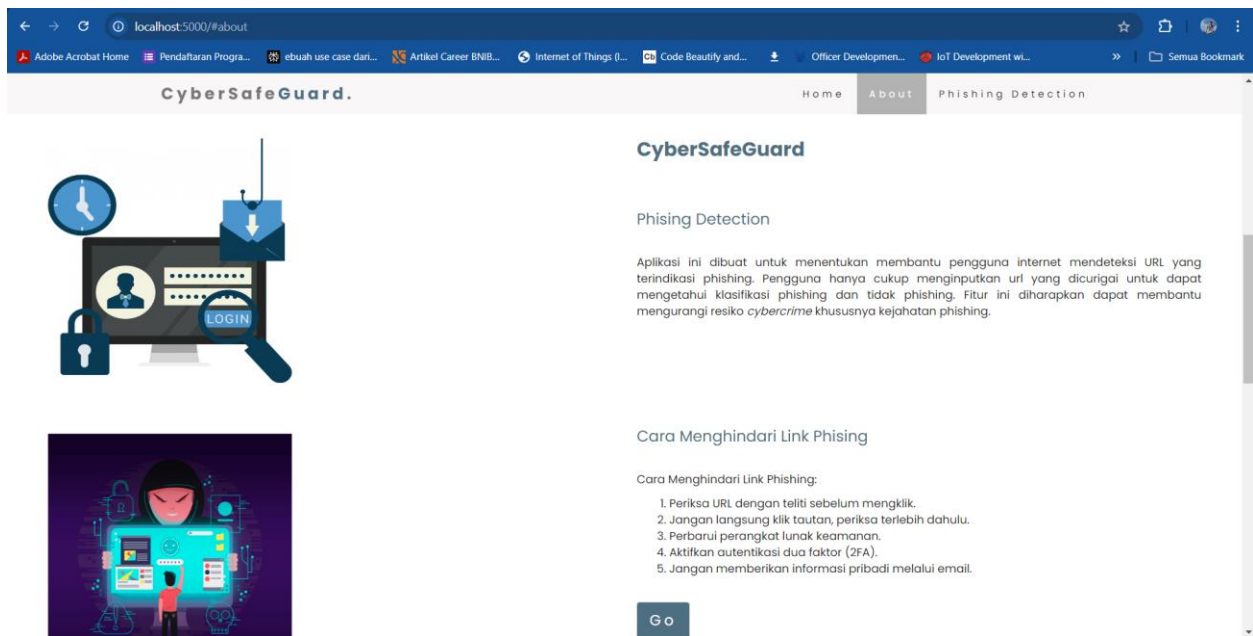 localhost:5000/#about
Adobe Acrobat Home Pendaftaran Progra... ebuah use case dari... Artikel Career BNIB... Internet of Things (I... Cb Code Beautify and... Officer Developmen... IoT Development wi... » Semua Bookmark
CyberSafeGuard. Home About Phishing Detection
CyberSafeGuard
Phising Detection
Aplikasi ini dibuat untuk menentukan membantu pengguna internet mendeteksi URL yang
terindikasi phishing. Pengguna hanya cukup menginputkan url yang dicurigai untuk dapat
mengetahui klasifikasi phishing dan tidak phishing. Fitur ini diharapkan dapat membantu
mengurangi resiko cybercrime khususnya kejahatan phishing.
LOGIN
Cara Menghindari Link Phising
Cara Menghindari Link Phishing:
1. Periksa URL dengan teliti sebelum mengklik.
2. Jangan langsung klik tautan, periksa terlebih dahulu.
3. Perbarui perangkat lunak keamanan.
4. Aktifkan autentikasi dua faktor (2FA).
5. Jangan memberikan informasi pribadi melalui email.
Go